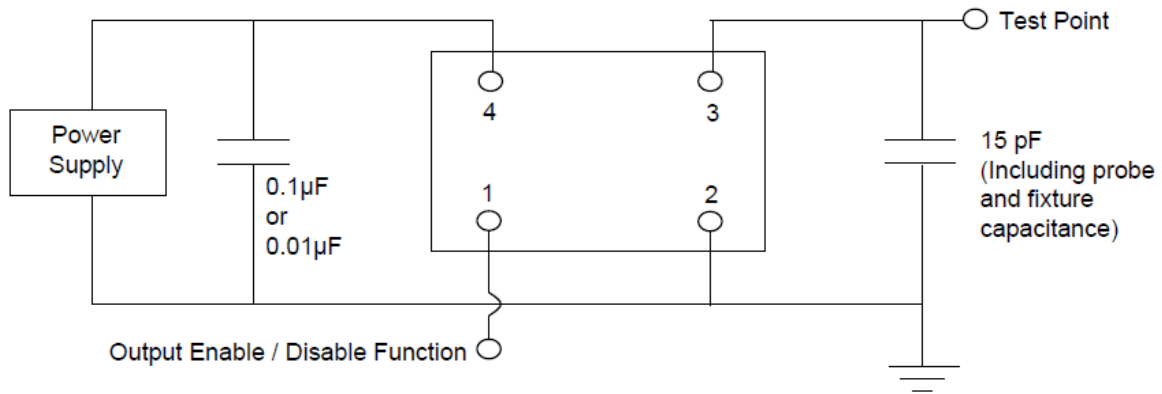 Test Point
4
3
Power
Supply
15 pF
(Including probe
and fixture
capacitance)
0.1µF
or
0.01µF
1
2
Output Enable / Disable Function